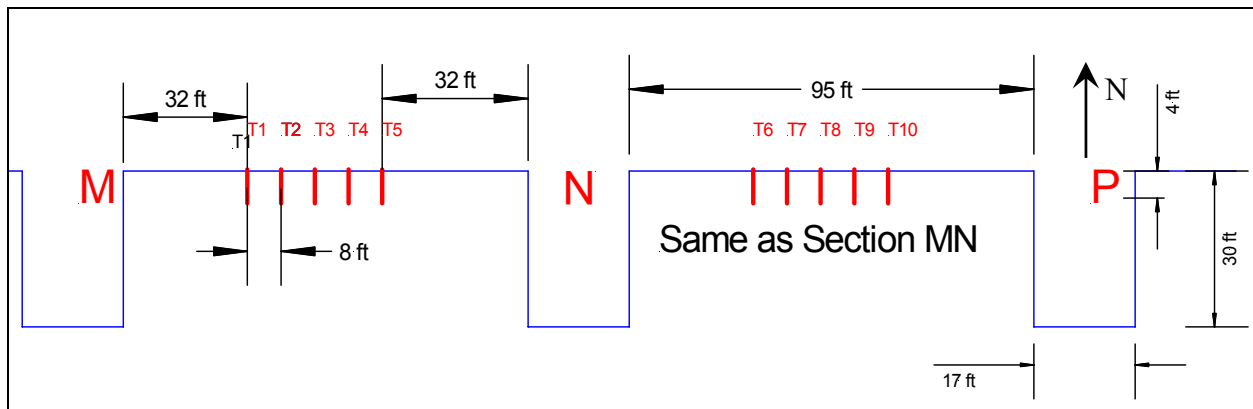 32 ft
32 ft
95 ft
N
4 ft
T1 T2 T3 T4 T5
T6 T7 T8 T9 T10
T1
M
N
P
8 ft
Same as Section MN
30 ft
17 ft